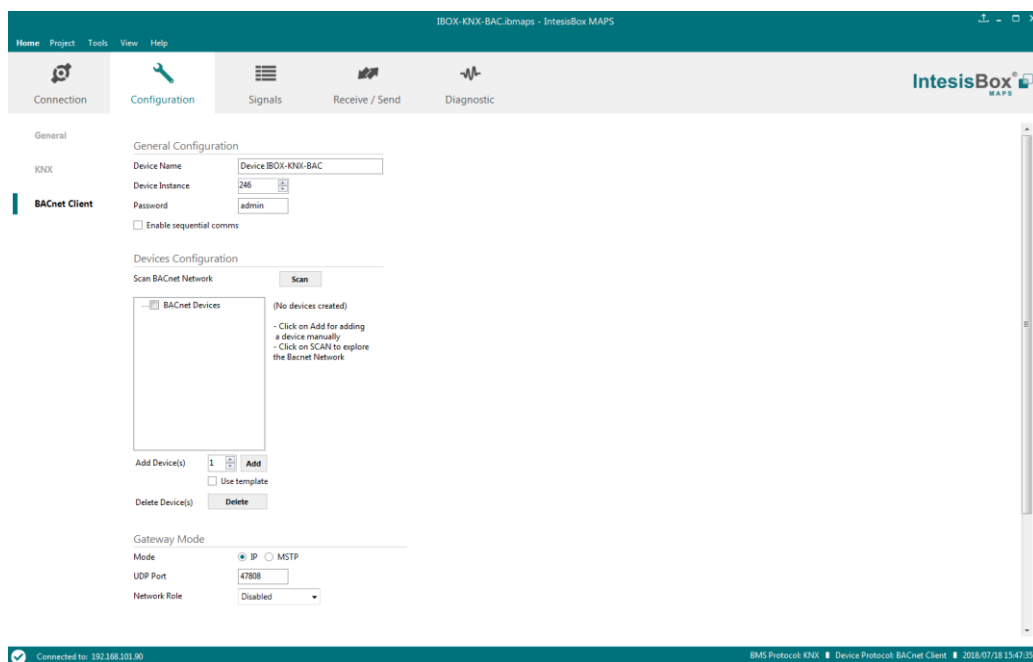 IBOX-KNX-BAC.ibmaps - IntesisBox MAPS
Home Project Tools View Help
Connection Configuration Signals Receive / Send Diagnostic
IntesisBox® MAPS
General
KNX
BACnet Client
General Configuration
Device Name Device IBOX-KNX-BAC
Device Instance 246
Password admin
Enable sequential comms
Devices Configuration
Scan BACnet Network Scan
BACnet Devices
(No devices created)
- Click on Add for adding
a device manually
- Click on SCAN to explore
the Bacnet Network
Add Device(s) 1 Add
Use template
Delete Device(s) Delete
Gateway Mode
Mode IP MSTP
UDP Port 47808
Network Role Disabled
Connected to: 192.168.101.90 BMS Protocol: KNX Device Protocol: BACnet Client 2018/07/18 15:47:35